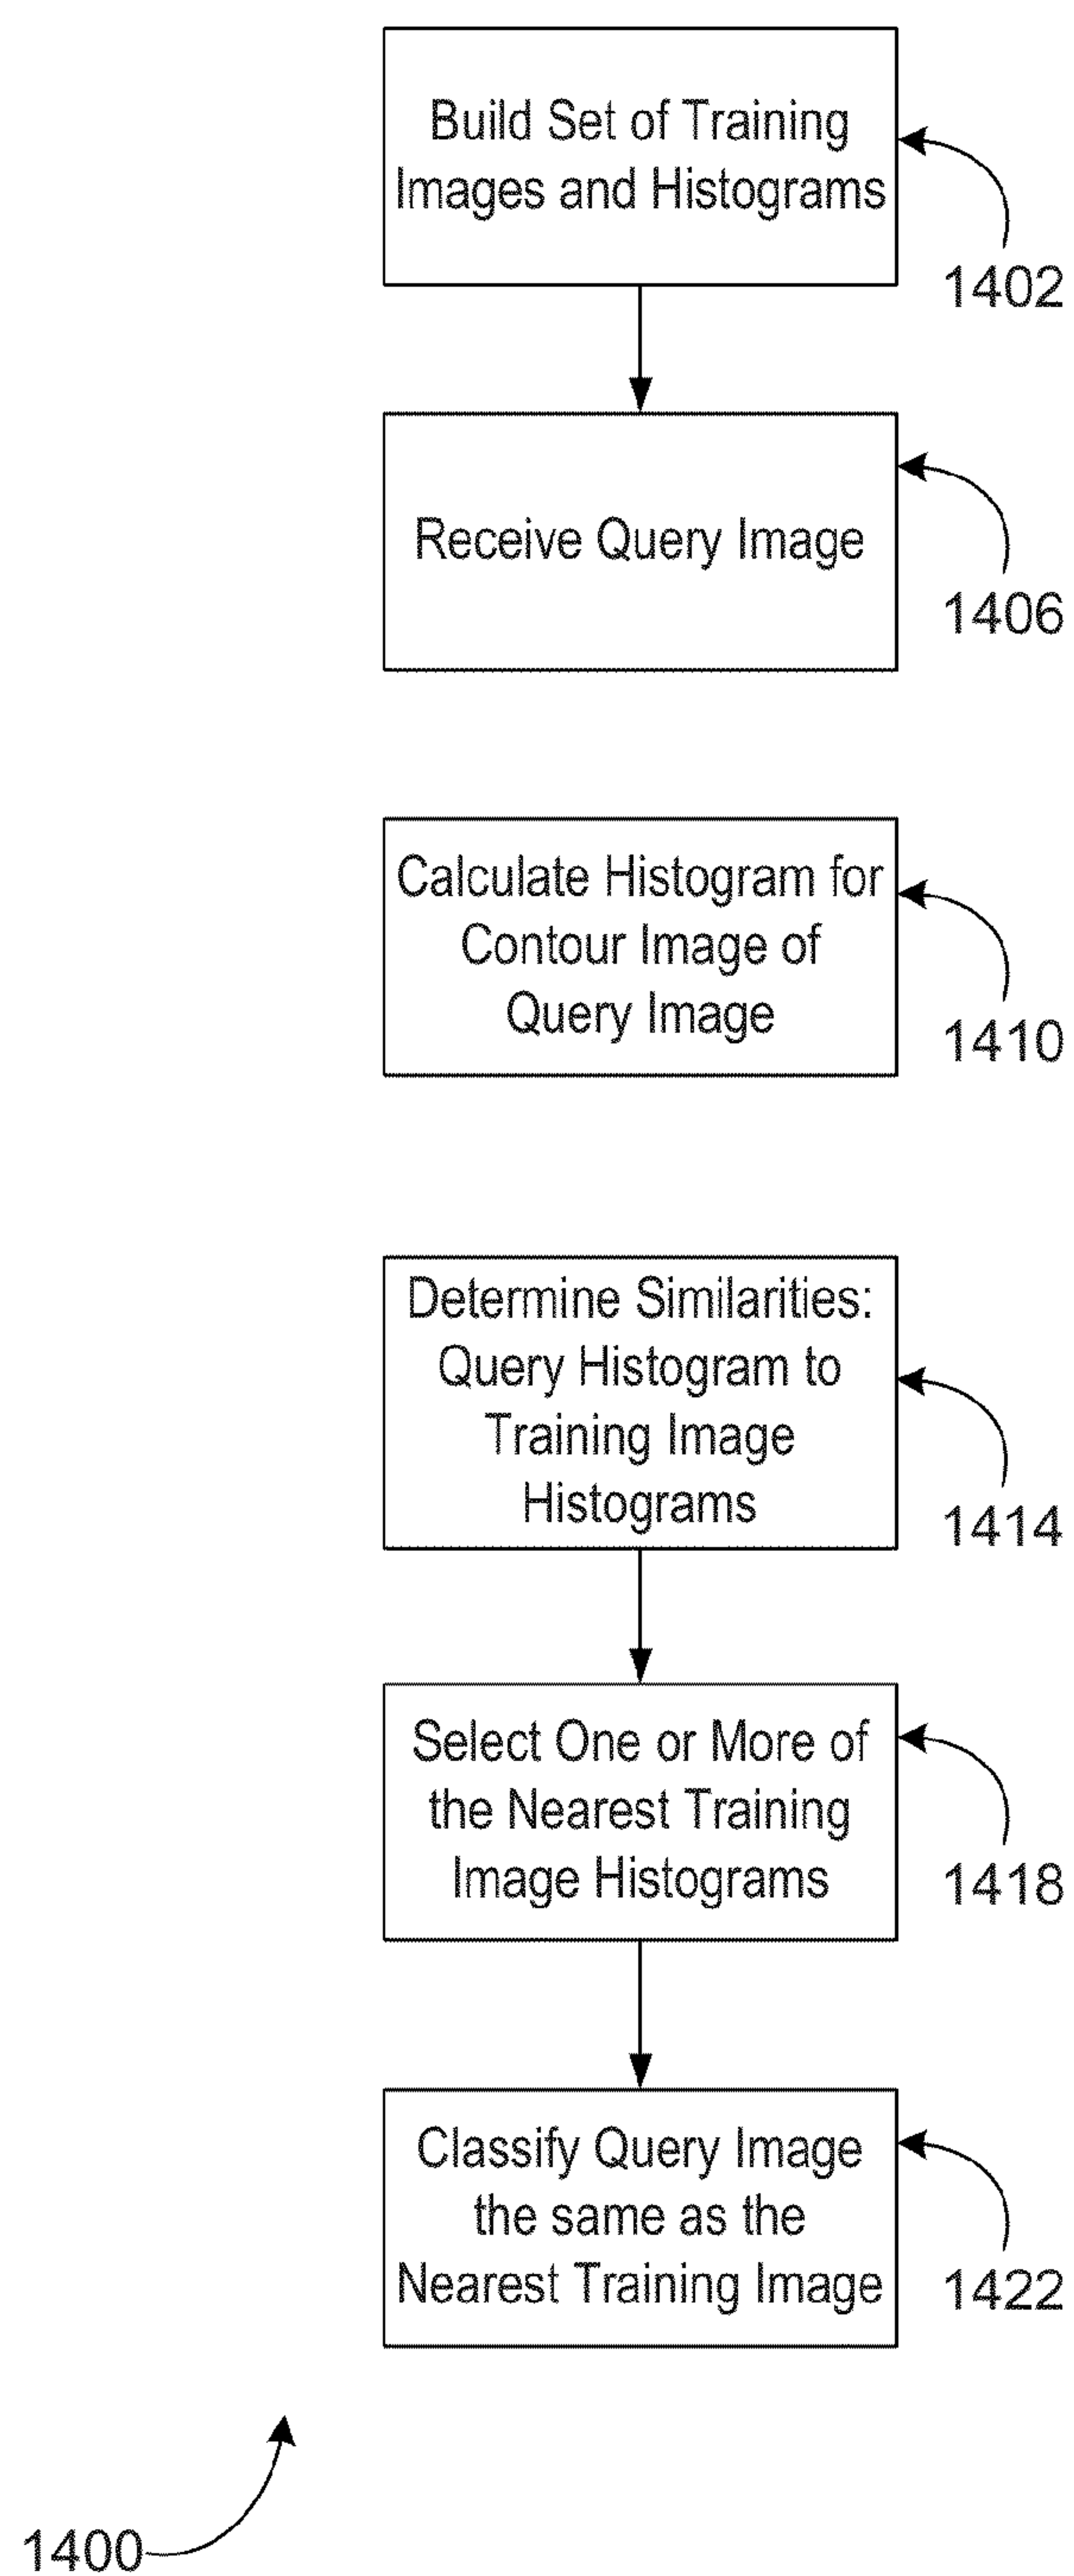 Build Set of Training
Images and Histograms
1402
Receive Query Image
1406
Calculate Histogram for
Contour Image of
Query Image
1410
Determine Similarities:
Query Histogram to
Training Image
Histograms
1414
Select One or More of
the Nearest Training
Image Histograms
1418
Classify Query Image
the same as the
Nearest Training Image
1422
1400